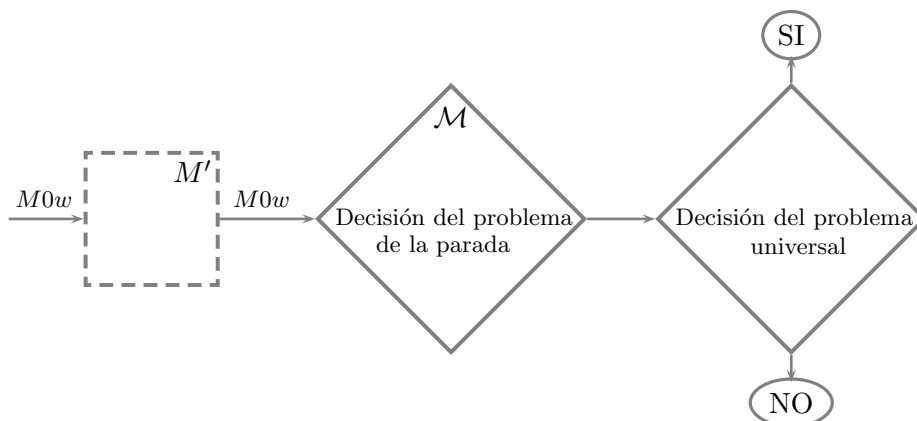 SI
M
M'
M0w
M0w
Decisión del problema
de la parada
Decisión del problema
universal
NO